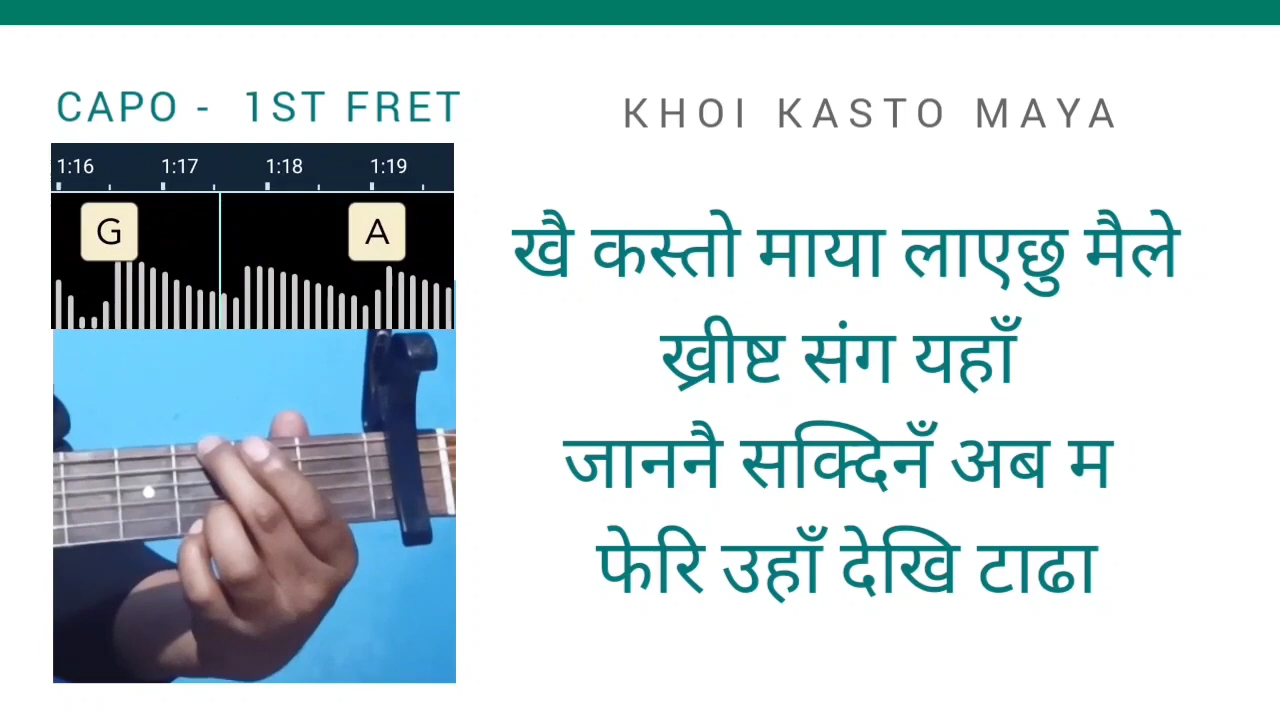 CAPO - 1ST FRET
KHOI KASTO MAYA
1:16 1:17 1:18 1:19
G A
खै कस्तो माया लाएछु मैले
ख्रीष्ट संग यहाँ
जाननै सक्दिनँ अब म
फेरि उहाँ देखि टाढा